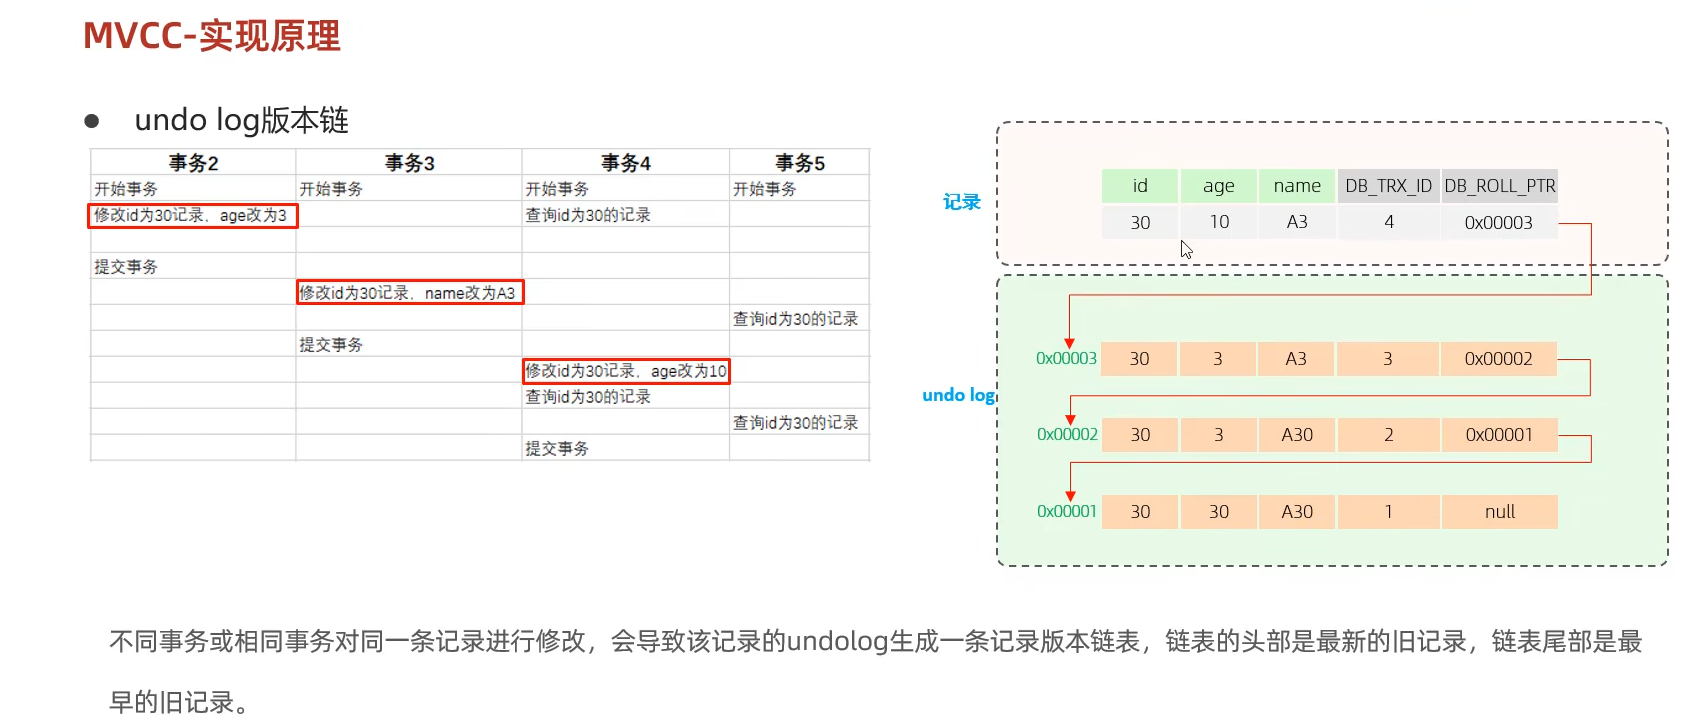 MVCC-实现原理
● undo log版本链
事务2 事务3 事务4 事务5
开始事务 开始事务 开始事务 开始事务
修改id为30记录，age改为3 查询id为30的记录
提交事务
修改id为30记录，name改为A3
查询id为30的记录
提交事务
修改id为30记录，age改为10
查询id为30的记录
查询id为30的记录
提交事务
记录
id age name DB_TRX_ID DB_ROLL_PTR
30 10 A3 4 0x00003
undo log
0x00003 30 3 A3 3 0x00002
0x00002 30 3 A30 2 0x00001
0x00001 30 30 A30 1 null
不同事务或相同事务对同一条记录进行修改，会导致该记录的undolog生成一条记录版本链表，链表的头部是最新的旧记录，链表尾部是最
早的旧记录。